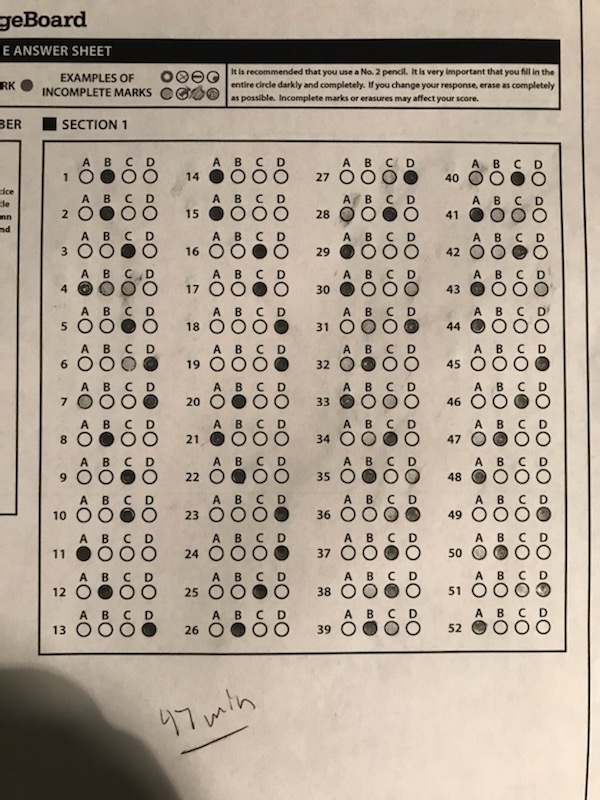 geBoard
E ANSWER SHEET
RK EXAMPLES OF INCOMPLETE MARKS
It is recommended that you use a No. 2 pencil. It is very important that you fill in the
entire circle darkly and completely. If you change your response, erase as completely
as possible. Incomplete marks or erasures may affect your score.
BER
SECTION 1
A B C D A B C D A B C D A B C D
1 14 27 40
A B C D A B C D A B C D A B C D
2 15 28 41
A B C D A B C D A B C D A B C D
3 16 29 42
A B C D A B C D A B C D A B C D
4 17 30 43
A B C D A B C D A B C D A B C D
5 18 31 44
A B C D A B C D A B C D A B C D
6 19 32 45
A B C D A B C D A B C D A B C D
7 20 33 46
A B C D A B C D A B C D A B C D
8 21 34 47
A B C D A B C D A B C D A B C D
9 22 35 48
A B C D A B C D A B C D A B C D
10 23 36 49
A B C D A B C D A B C D A B C D
11 24 37 50
A B C D A B C D A B C D A B C D
12 25 38 51
A B C D A B C D A B C D A B C D
13 26 39 52
47 min